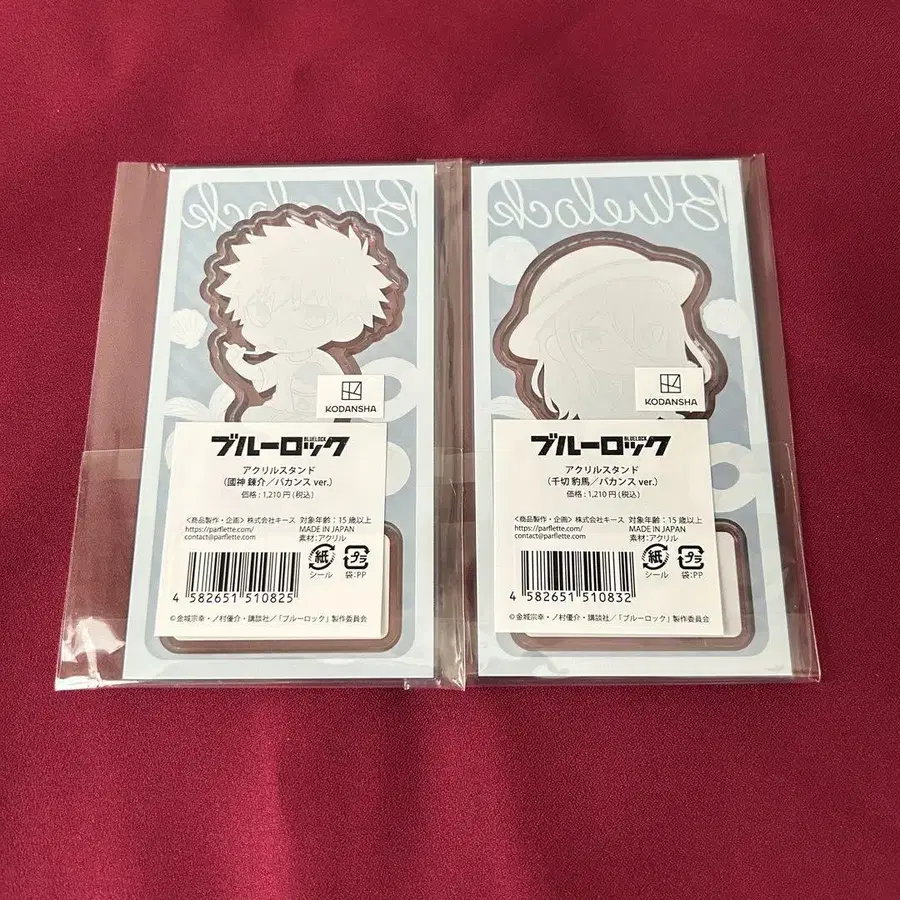 Bluelock
KODANSHA
ブルーロック
BLUELOCK
アクリルスタンド
(國神 錬介／バカンス ver.)
価格：1,210 円 (税込)
<商品製作・企画> 株式会社キース
対象年齢：15 歳以上
https://parflette.com/
MADE IN JAPAN
contact@parflette.com
素材：アクリル
紙
シール
プラ
袋:PP
4 582651 510825
©金城宗幸・ノ村優介・講談社／「ブルーロック」製作委員会
Bluelock
KODANSHA
ブルーロック
BLUELOCK
アクリルスタンド
(千切 豹馬／バカンス ver.)
価格：1,210 円 (税込)
<商品製作・企画> 株式会社キース
対象年齢：15 歳以上
https://parflette.com/
MADE IN JAPAN
contact@parflette.com
素材：アクリル
紙
シール
プラ
袋:PP
4 582651 510832
©金城宗幸・ノ村優介・講談社／「ブルーロック」製作委員会